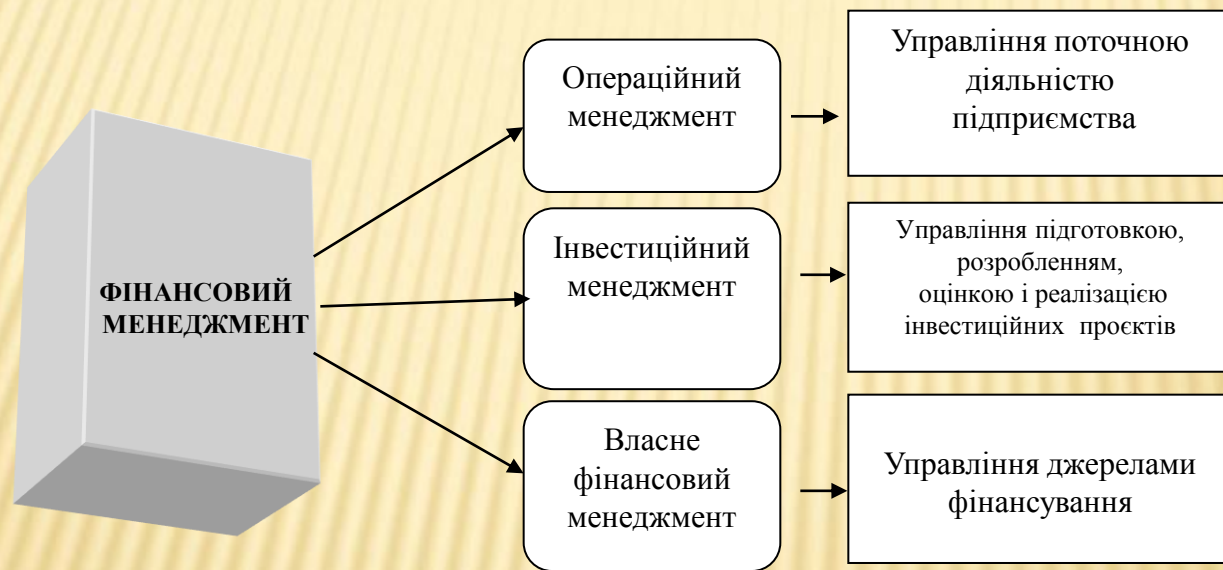 ФІНАНСОВИЙ
МЕНЕДЖМЕНТ
Операційний
менеджмент
Управління поточною
діяльністю
підприємства
Інвестиційний
менеджмент
Управління підготовкою,
розробленням,
оцінкою і реалізацією
інвестиційних проєктів
Власне
фінансовий
менеджмент
Управління джерелами
фінансування